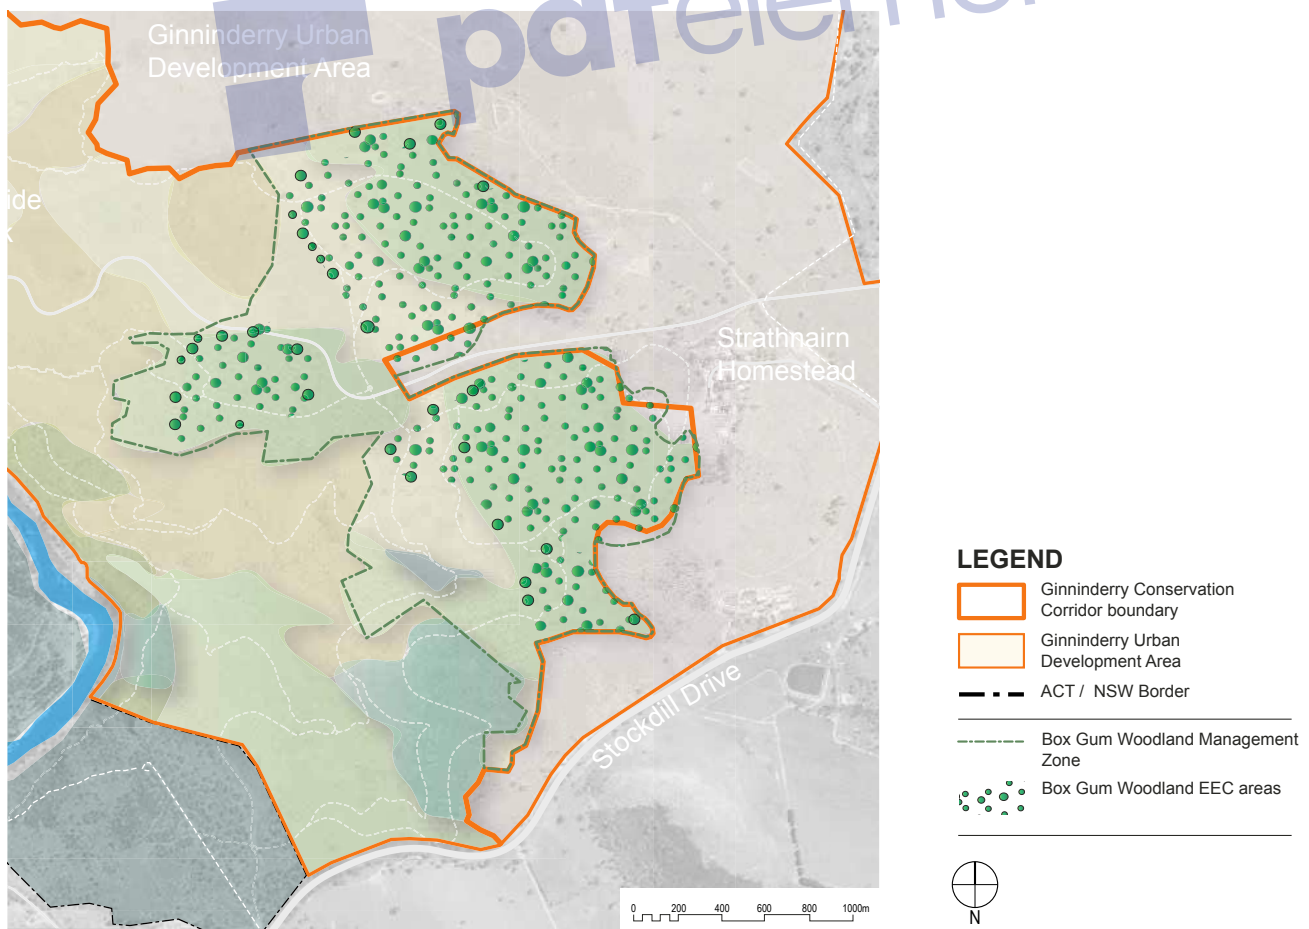 Ginninderry Urban
Development Area
ide
Strathnairn
Homestead
Stockdill Drive
0 200 400 600 800 1000m
LEGEND
Ginninderry Conservation
Corridor boundary
Ginninderry Urban
Development Area
ACT / NSW Border
Box Gum Woodland Management
Zone
Box Gum Woodland EEC areas
N